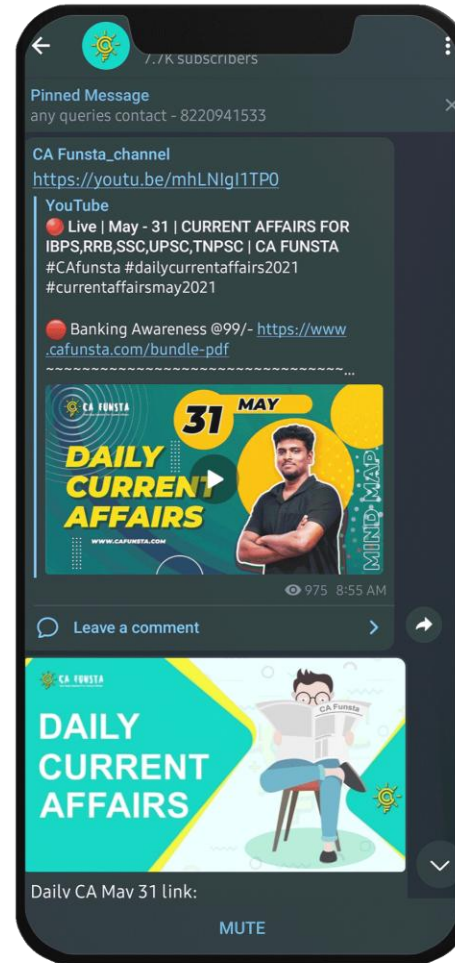 7.7K subscribers
Pinned Message
any queries contact - 8220941533
CA Funsta_channel
https://youtu.be/mhLNIgI1TP0
YouTube
🔴 Live | May - 31 | CURRENT AFFAIRS FOR
IBPS,RRB,SSC,UPSC,TNPSC | CA FUNSTA
#CAfunsta #dailycurrentaffairs2021
#currentaffairsmay2021
🔴 Banking Awareness @99/- https://www
.cafunsta.com/bundle-pdf
~~~~~~~~~~~~~~~~~~~~~~~~~~~~~~~~~...
CA FUNSTA
31 MAY
DAILY
CURRENT
AFFAIRS
WWW.CAFUNSTA.COM
MIND MAP
975 8:55 AM
Leave a comment
CA FUNSTA
CA Funsta
DAILY
CURRENT
AFFAIRS
Daily CA May 31 link:
MUTE